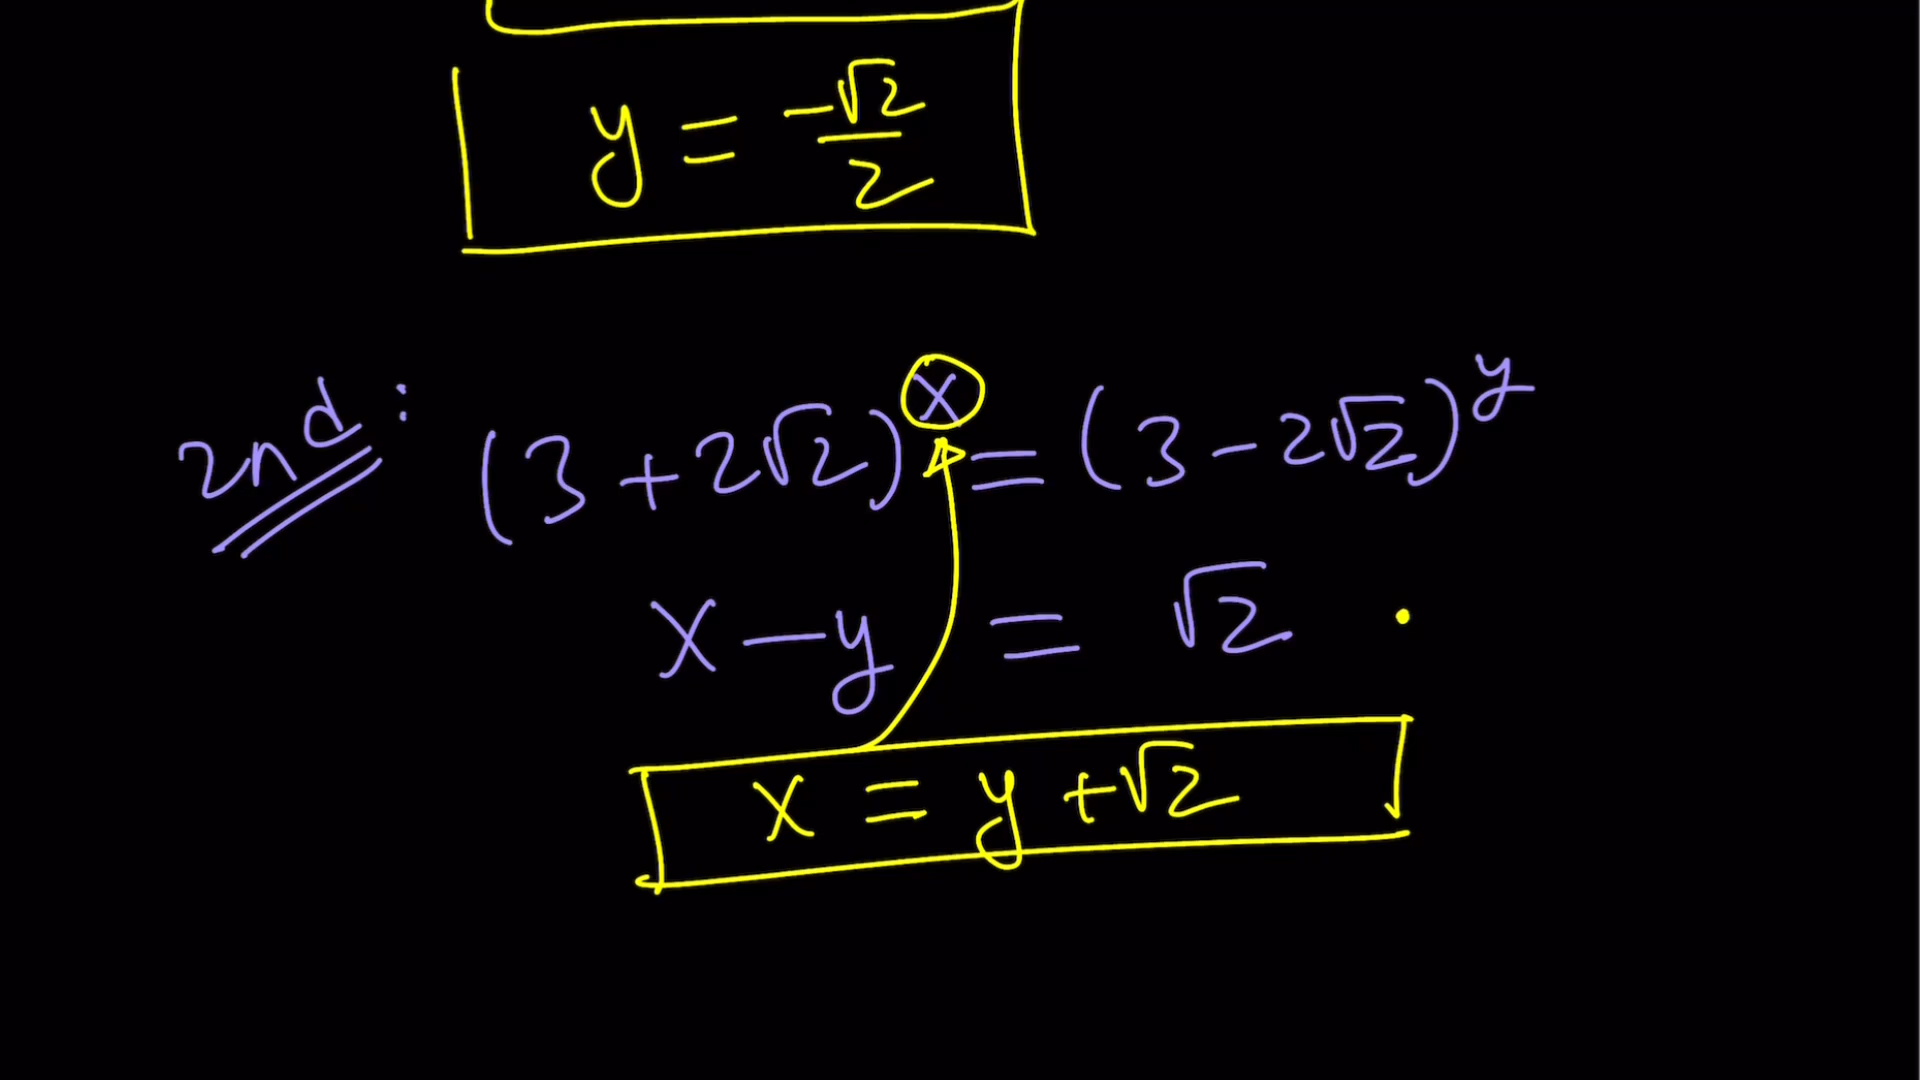 y = -√2/2
2nd: (3+2√2)^x = (3-2√2)^y
x-y = √2
x = y+√2